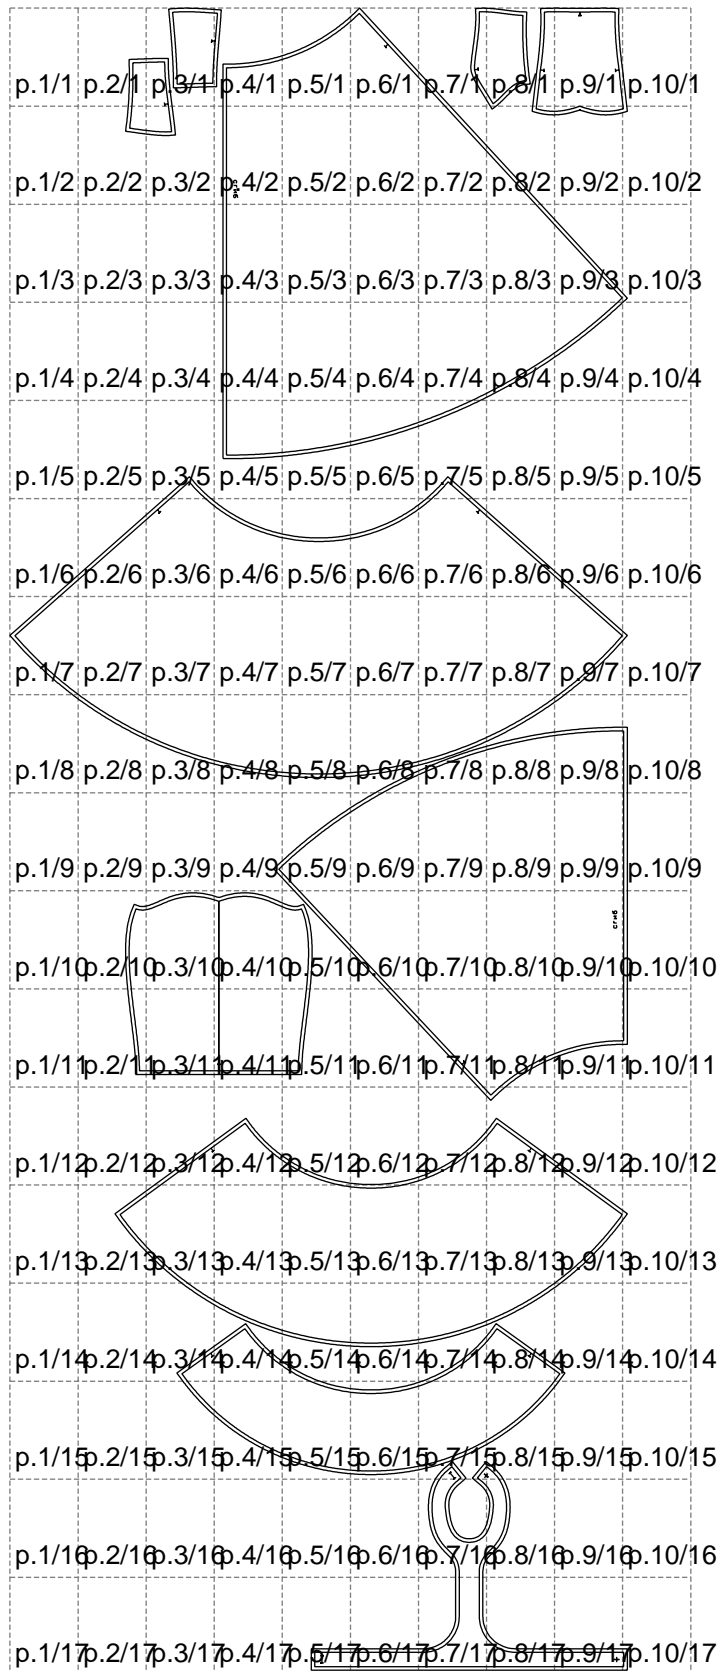 p.1/1 p.2/1 p.3/1 p.4/1 p.5/1 p.6/1 p.7/1 p.8/1 p.9/1 p.10/1
p.1/2 p.2/2 p.3/2 p.4/2 p.5/2 p.6/2 p.7/2 p.8/2 p.9/2 p.10/2
сгиб
p.1/3 p.2/3 p.3/3 p.4/3 p.5/3 p.6/3 p.7/3 p.8/3 p.9/3 p.10/3
p.1/4 p.2/4 p.3/4 p.4/4 p.5/4 p.6/4 p.7/4 p.8/4 p.9/4 p.10/4
p.1/5 p.2/5 p.3/5 p.4/5 p.5/5 p.6/5 p.7/5 p.8/5 p.9/5 p.10/5
p.1/6 p.2/6 p.3/6 p.4/6 p.5/6 p.6/6 p.7/6 p.8/6 p.9/6 p.10/6
p.1/7 p.2/7 p.3/7 p.4/7 p.5/7 p.6/7 p.7/7 p.8/7 p.9/7 p.10/7
p.1/8 p.2/8 p.3/8 p.4/8 p.5/8 p.6/8 p.7/8 p.8/8 p.9/8 p.10/8
p.1/9 p.2/9 p.3/9 p.4/9 p.5/9 p.6/9 p.7/9 p.8/9 p.9/9 p.10/9
сгиб
p.1/10 p.2/10 p.3/10 p.4/10 p.5/10 p.6/10 p.7/10 p.8/10 p.9/10 p.10/10
p.1/11 p.2/11 p.3/11 p.4/11 p.5/11 p.6/11 p.7/11 p.8/11 p.9/11 p.10/11
p.1/12 p.2/12 p.3/12 p.4/12 p.5/12 p.6/12 p.7/12 p.8/12 p.9/12 p.10/12
p.1/13 p.2/13 p.3/13 p.4/13 p.5/13 p.6/13 p.7/13 p.8/13 p.9/13 p.10/13
p.1/14 p.2/14 p.3/14 p.4/14 p.5/14 p.6/14 p.7/14 p.8/14 p.9/14 p.10/14
p.1/15 p.2/15 p.3/15 p.4/15 p.5/15 p.6/15 p.7/15 p.8/15 p.9/15 p.10/15
p.1/16 p.2/16 p.3/16 p.4/16 p.5/16 p.6/16 p.7/16 p.8/16 p.9/16 p.10/16
p.1/17 p.2/17 p.3/17 p.4/17 p.5/17 p.6/17 p.7/17 p.8/17 p.9/17 p.10/17